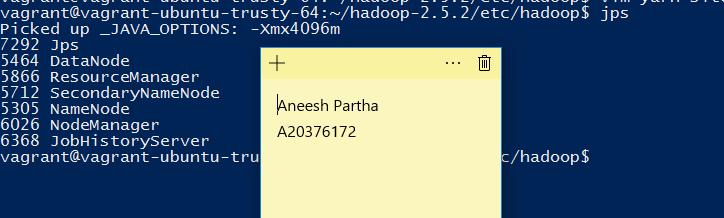 vagrant@vagrant-ubuntu-trusty-64:~/hadoop-2.5.2/etc/hadoop$ jps
Picked up _JAVA_OPTIONS: -Xmx4096m
7292 Jps
5464 DataNode
5866 ResourceManager
5712 SecondaryNameNode
5305 NameNode
6026 NodeManager
6368 JobHistoryServer
vagrant@vagrant-ubuntu-tru etc/hadoop$
Aneesh Partha
A20376172